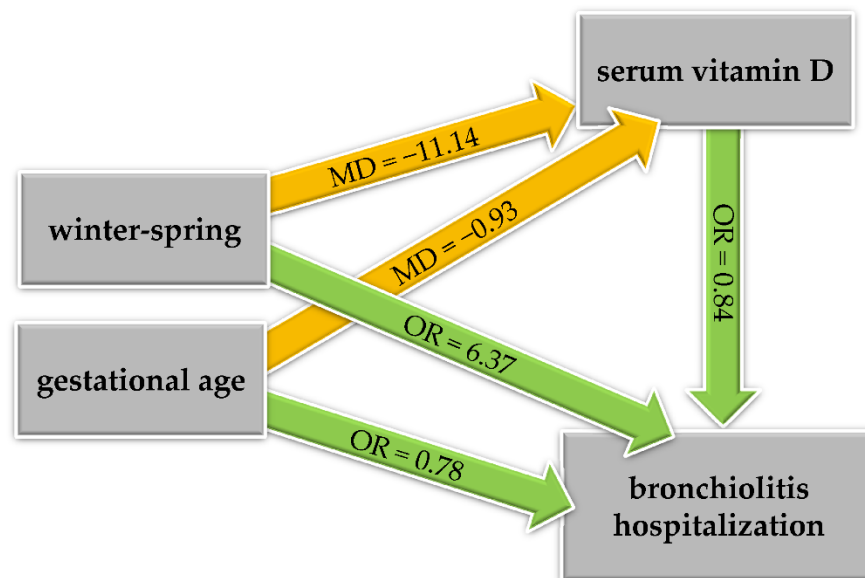 serum vitamin D
MD = −11.14
winter-spring
MD = −0.93
OR = 0.84
OR = 6.37
gestational age
OR = 0.78
bronchiolitis
hospitalization